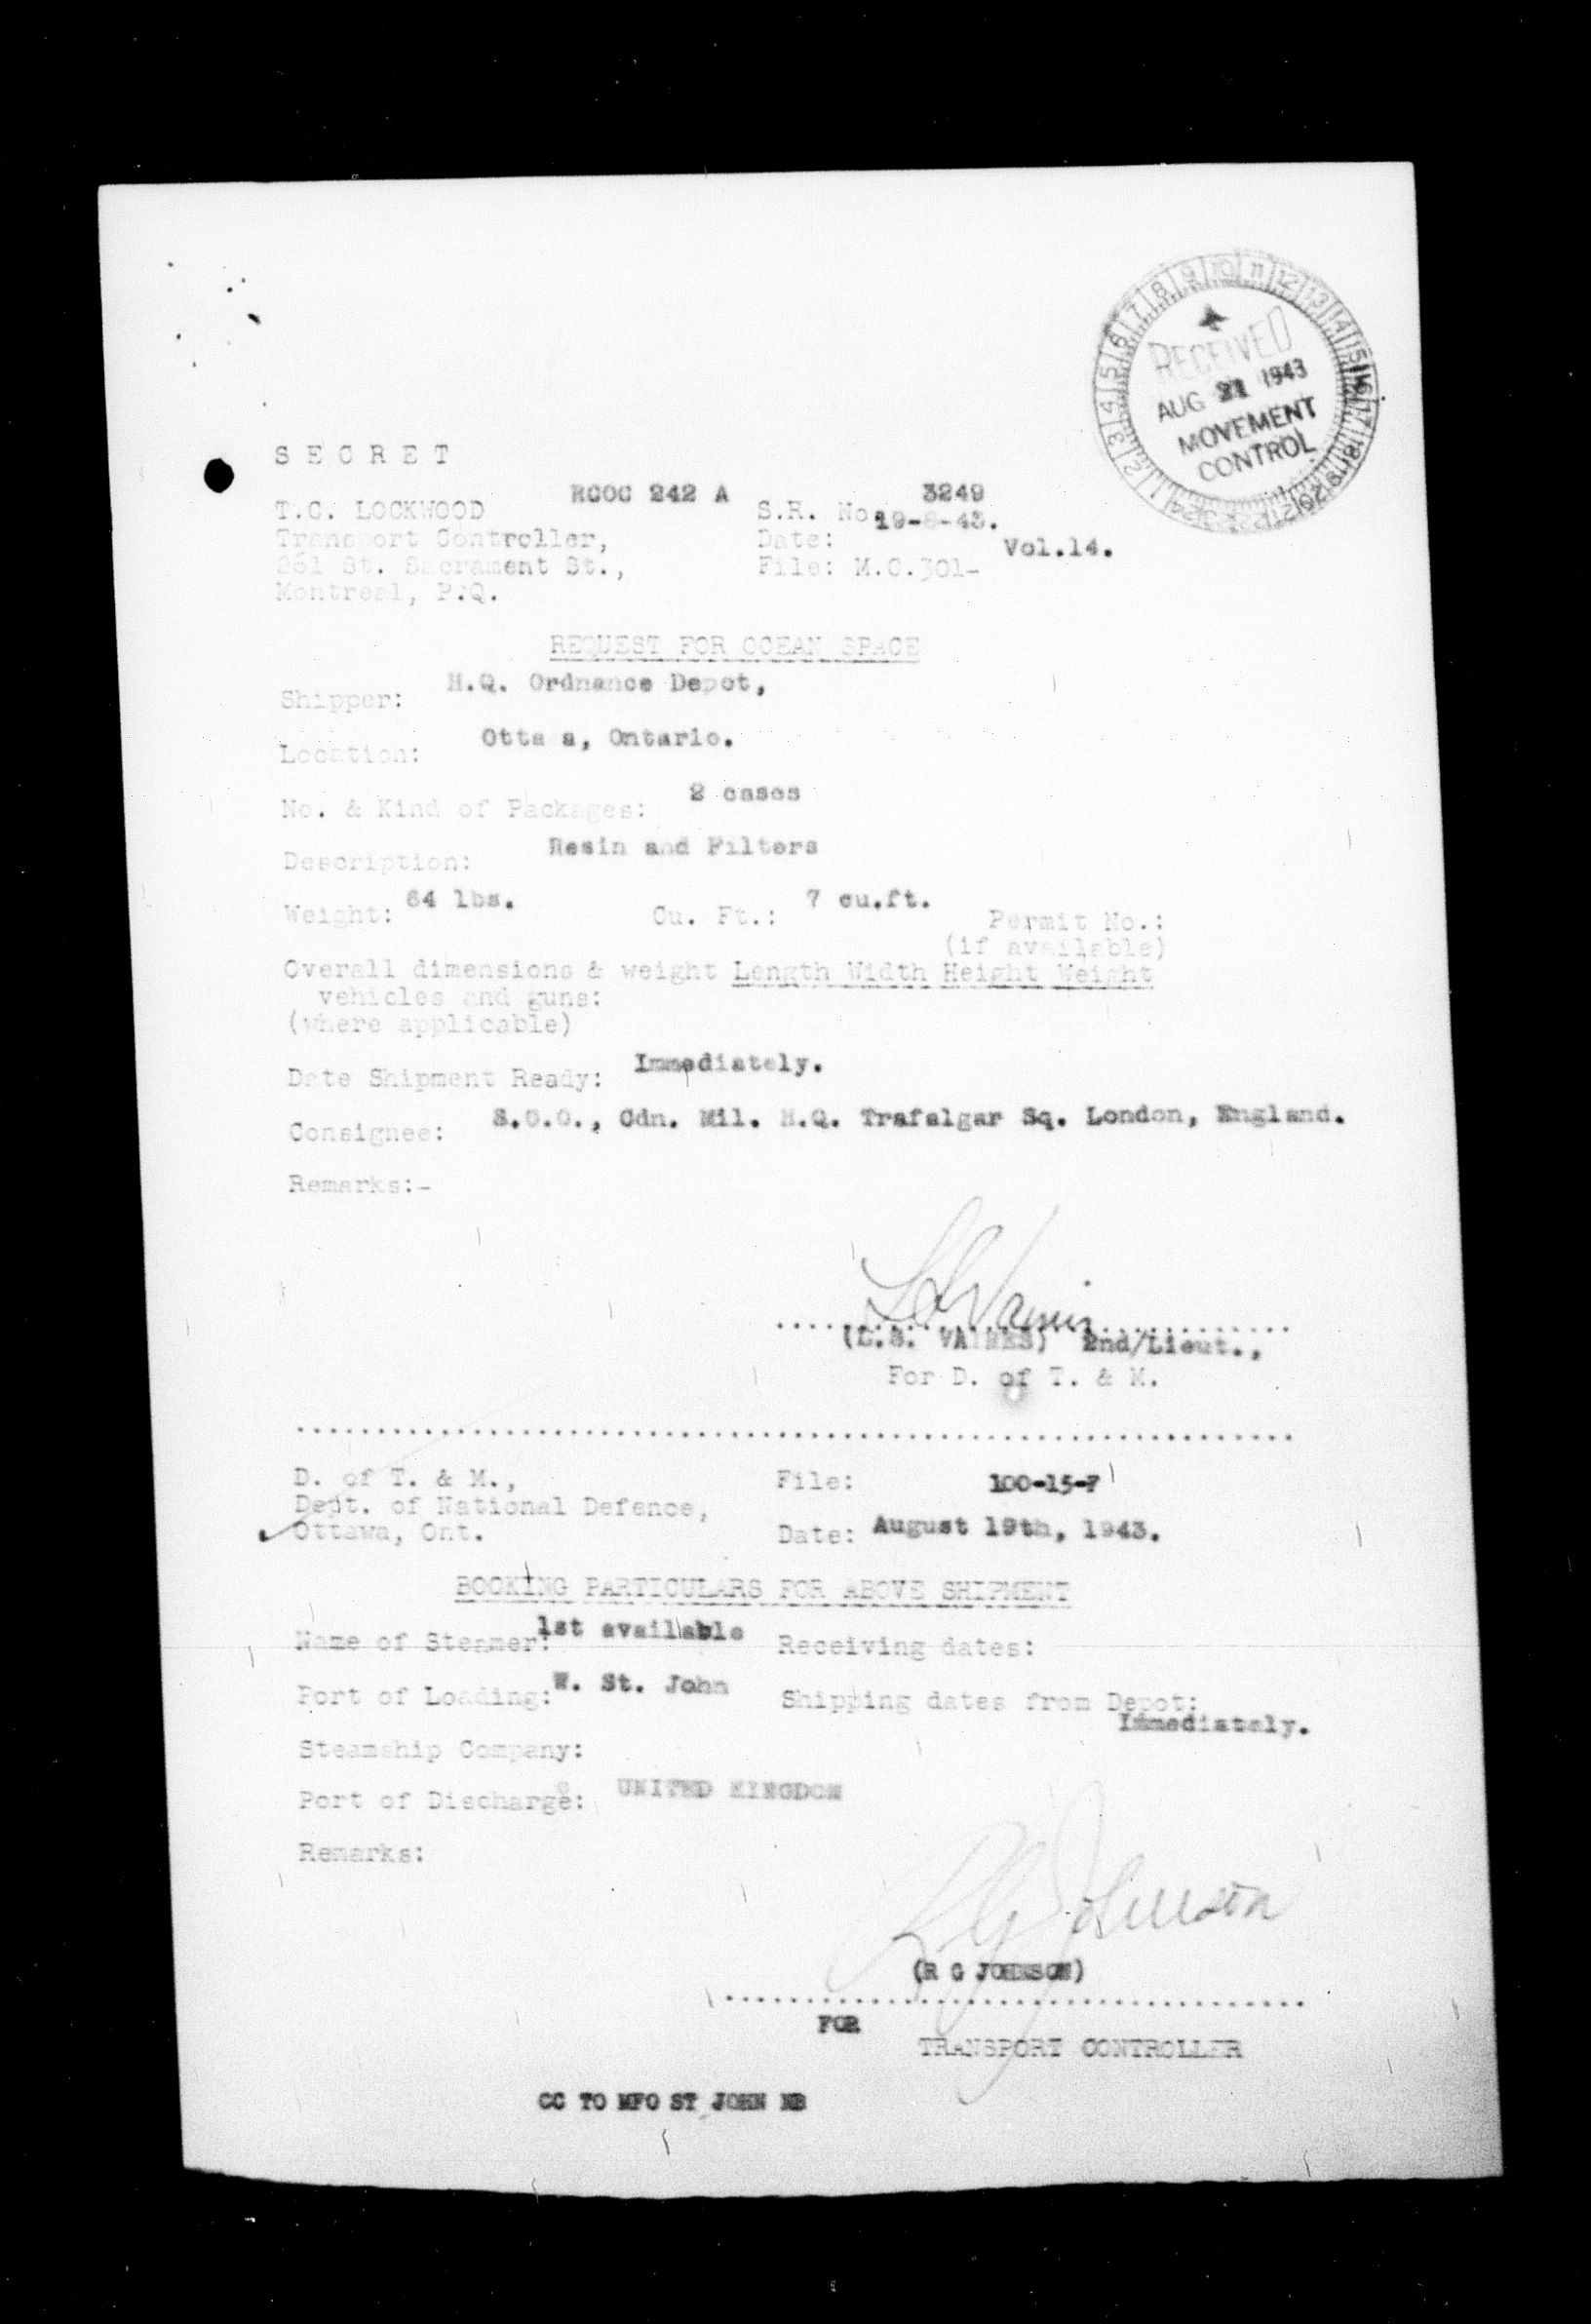 RECEIVED
AUG 21 1943
MOVEMENT
CONTROL
SECRET
RCOC 242 A
T.C. LOCKWOOD
Transport Controller,
261 St. Sacrament St.,
Montreal, P.Q.
S.R. No. 3249
Date: 19-8-43.
File: M.C.301- Vol.14.
REQUEST FOR OCEAN SPACE
Shipper: H.Q. Ordnance Depot,
Location: Otta a, Ontario.
No. & Kind of Packages: 2 cases
Description: Resin and Filters
Weight: 64 lbs. Cu. Ft.: 7 cu.ft. Permit No.:
(if available)
Overall dimensions & weight Length Width Height Weight
vehicles and guns:
(where applicable)
Date Shipment Ready: Immediately.
Consignee: S.O.O., Cdn. Mil. H.Q. Trafalgar Sq. London, England.
Remarks:-
(L.S. VAIRES) 2nd/Lieut.,
For D. of T. & M.
D. of T. & M.,
Dept. of National Defence,
Ottawa, Ont.
File: 100-15-7
Date: August 19th, 1943.
BOOKING PARTICULARS FOR ABOVE SHIPMENT
Name of Steamer: 1st available Receiving dates:
Port of Loading: W. St. John Shipping dates from Depot:
Immediately.
Steamship Company:
Port of Discharge: UNITED KINGDOM
Remarks:
R G Johnson
(R G JOHNSON)
FOR
TRANSPORT CONTROLLER
CC TO MFO ST JOHN NB